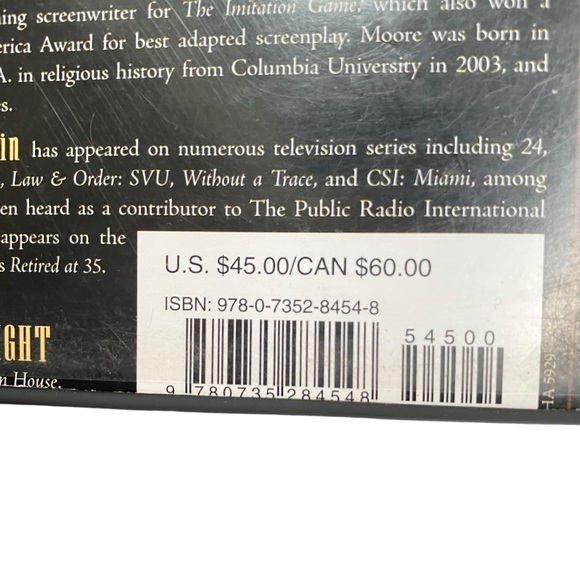 screenwriter for The Imitation Game, which also won a
Award for best adapted screenplay. Moore was born in
A. in religious history from Columbia University in 2003, and
s.
in has appeared on numerous television series including 24,
, Law & Order: SVU, Without a Trace, and CSI: Miami, among
en heard as a contributor to The Public Radio International
appears on the
s Retired at 35.
U.S. $45.00/CAN $60.00
ISBN: 978-0-7352-8454-8
54500
GHT
n House.
9 780735 284548
HA 5929